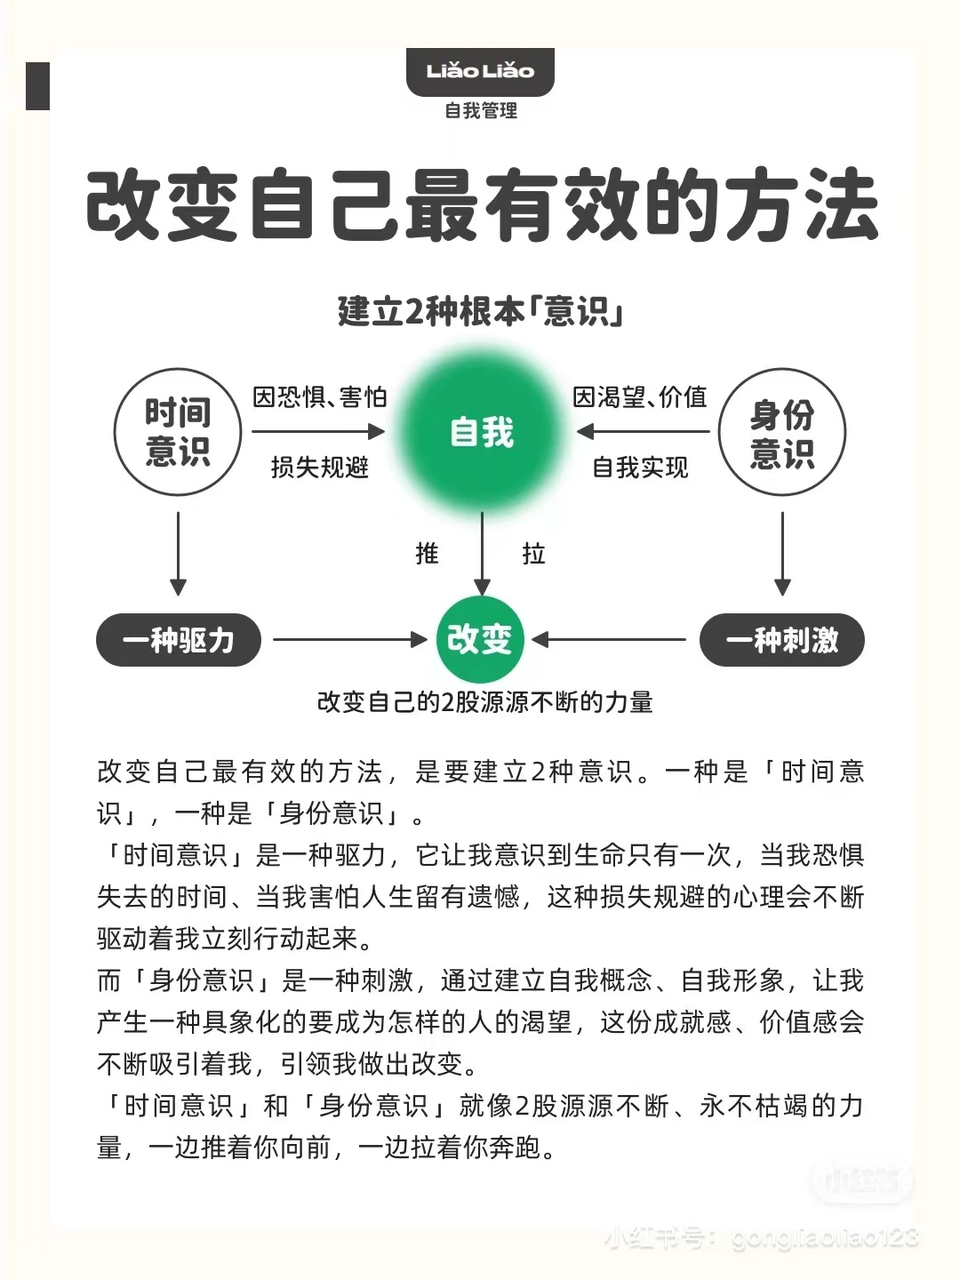 Liǎo Liǎo
自我管理
改变自己最有效的方法
建立2种根本「意识」
时间
意识
因恐惧、害怕
损失规避
自我
因渴望、价值
自我实现
身份
意识
推
拉
一种驱力
改变
一种刺激
改变自己的2股源源不断的力量
改变自己最有效的方法，是要建立2种意识。一种是「时间意
识」，一种是「身份意识」。
「时间意识」是一种驱力，它让我意识到生命只有一次，当我恐惧
失去的时间、当我害怕人生留有遗憾，这种损失规避的心理会不断
驱动着我立刻行动起来。
而「身份意识」是一种刺激，通过建立自我概念、自我形象，让我
产生一种具象化的要成为怎样的人的渴望，这份成就感、价值感会
不断吸引着我，引领我做出改变。
「时间意识」和「身份意识」就像2股源源不断、永不枯竭的力
量，一边推着你向前，一边拉着你奔跑。
小红书
小红书号：gongliaoliao123